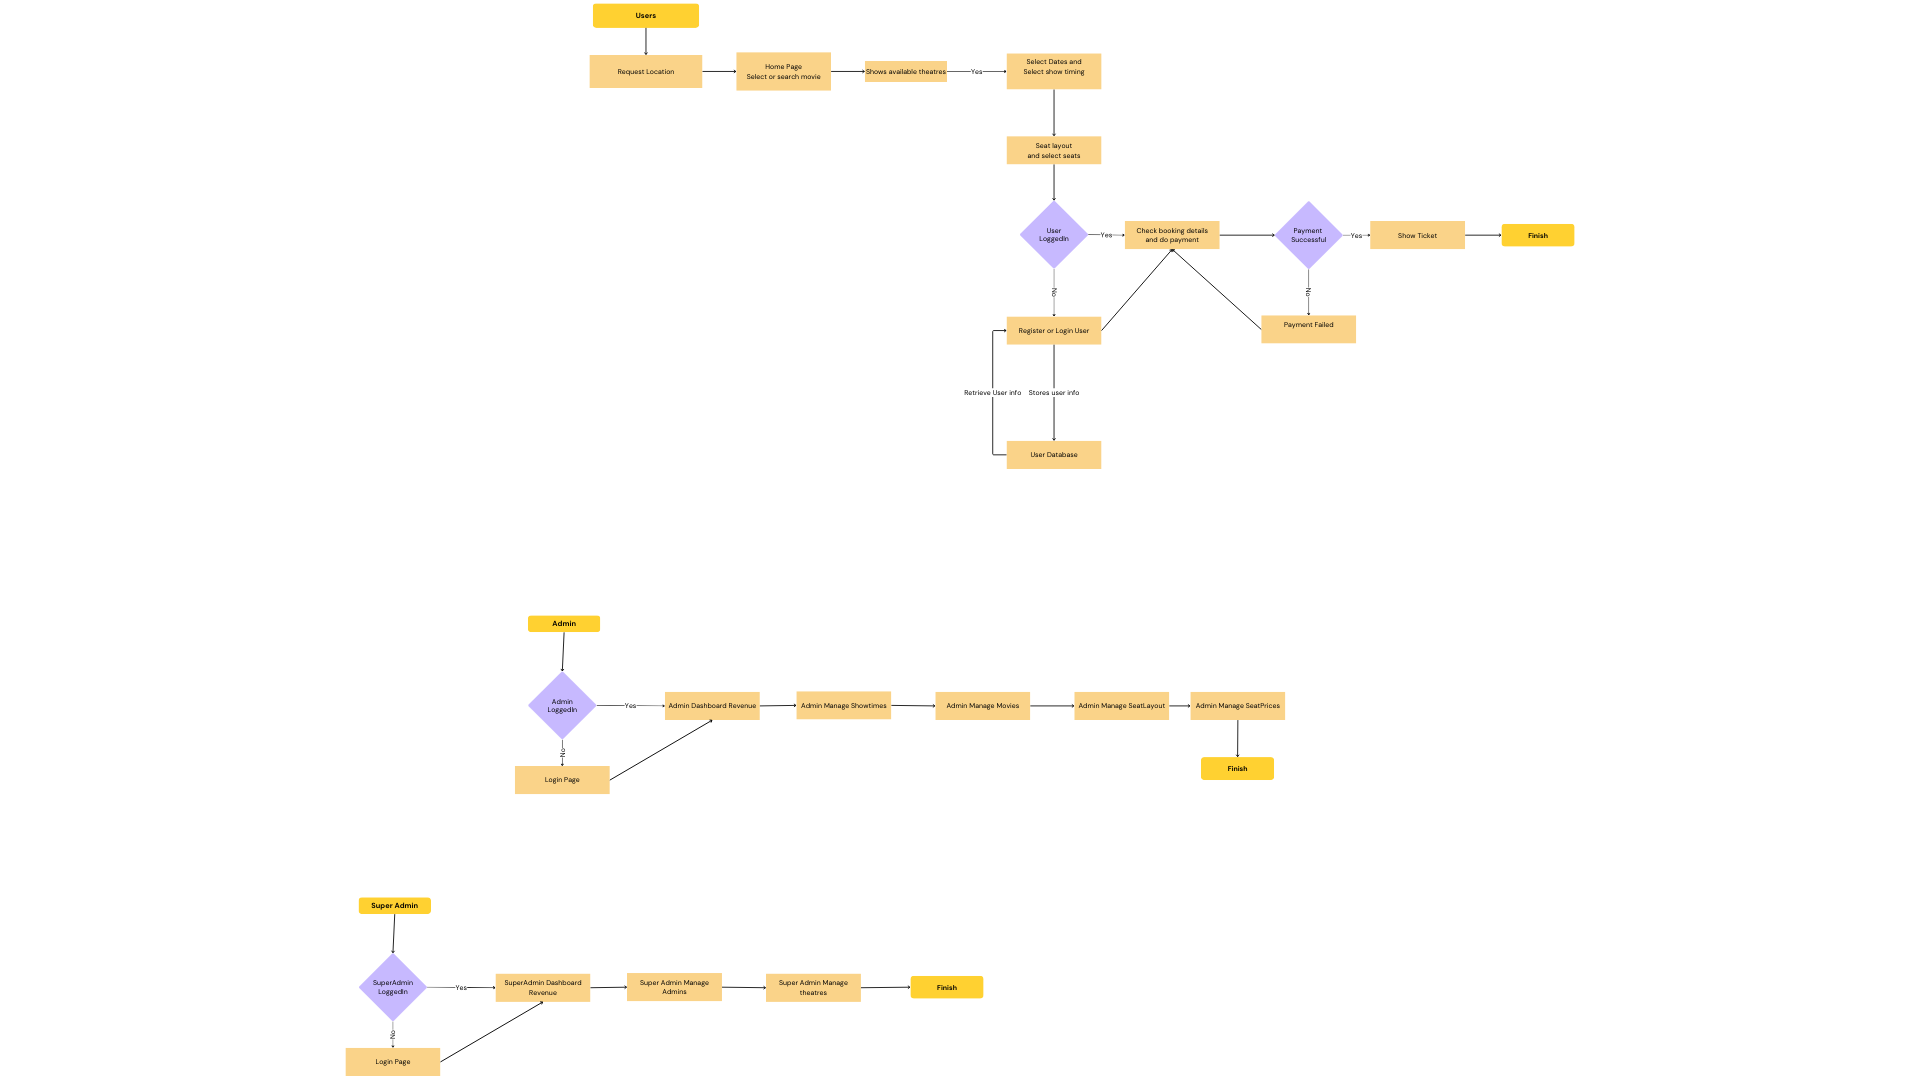 Users
Request Location
Home Page
Select or search movie
Shows available theatres
Yes
Select Dates and
Select show timing
Seat layout
and select seats
User
LoggedIn
Yes
Check booking details
and do payment
Payment
Successful
Yes
Show Ticket
Finish
No
No
Register or Login User
Payment Failed
Retrieve User info
Stores user info
User Database
Admin
Admin
LoggedIn
Yes
Admin Dashboard Revenue
Admin Manage Showtimes
Admin Manage Movies
Admin Manage SeatLayout
Admin Manage SeatPrices
No
Login Page
Finish
Super Admin
SuperAdmin
LoggedIn
Yes
SuperAdmin Dashboard
Revenue
Super Admin Manage
Admins
Super Admin Manage
theatres
Finish
No
Login Page